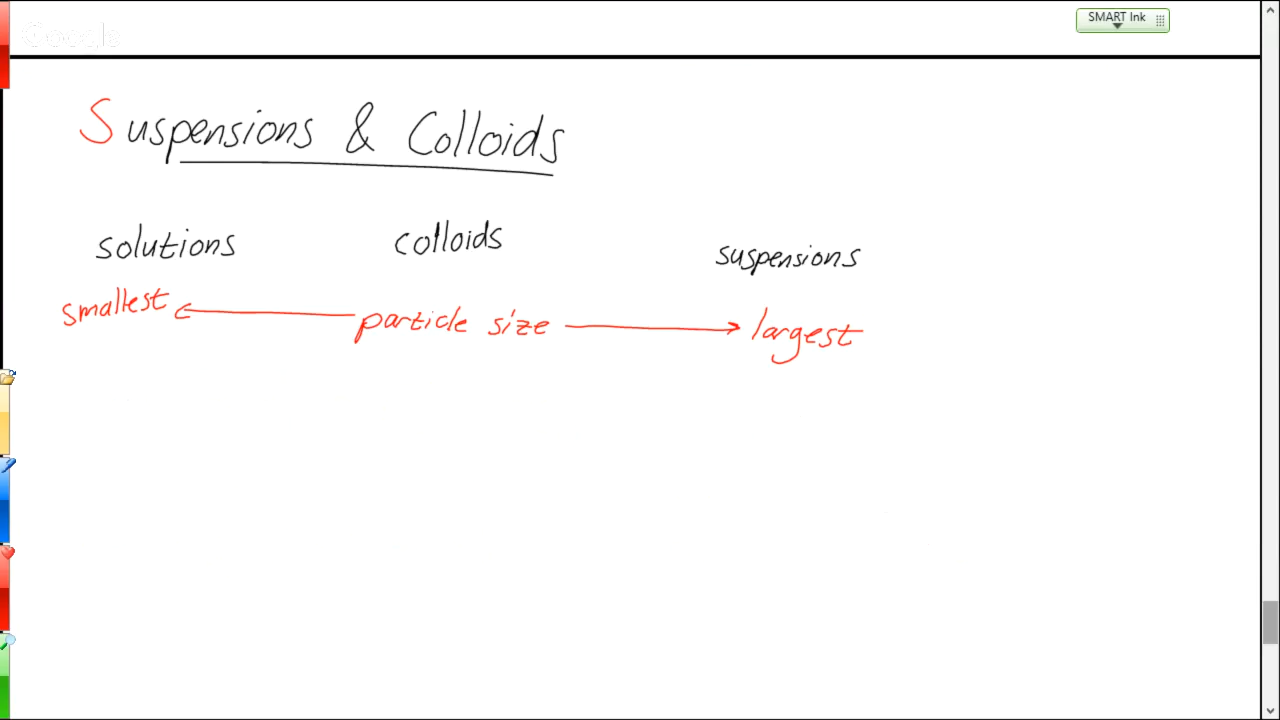 SMART Ink
Suspensions & Colloids
solutions colloids suspensions
smallest particle size largest